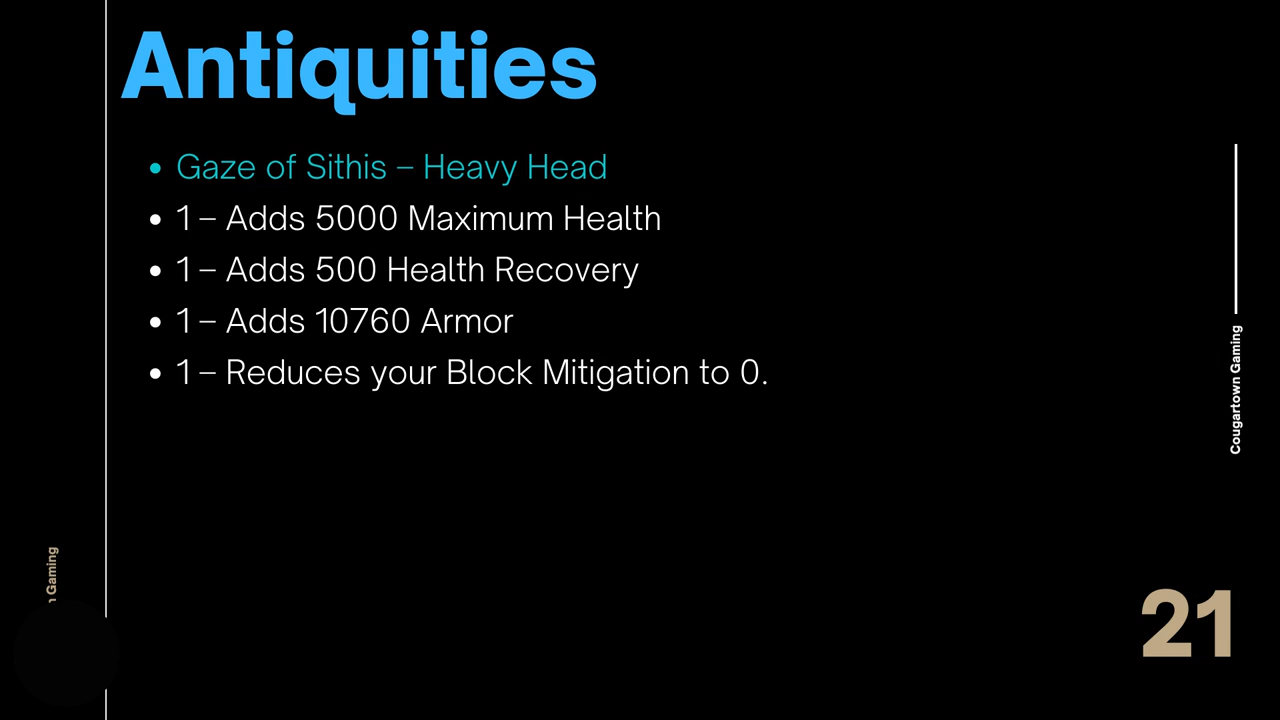 Antiquities
• Gaze of Sithis – Heavy Head
• 1 – Adds 5000 Maximum Health
• 1 – Adds 500 Health Recovery
• 1 – Adds 10760 Armor
• 1 – Reduces your Block Mitigation to 0.
Cougartown Gaming
Gaming
21